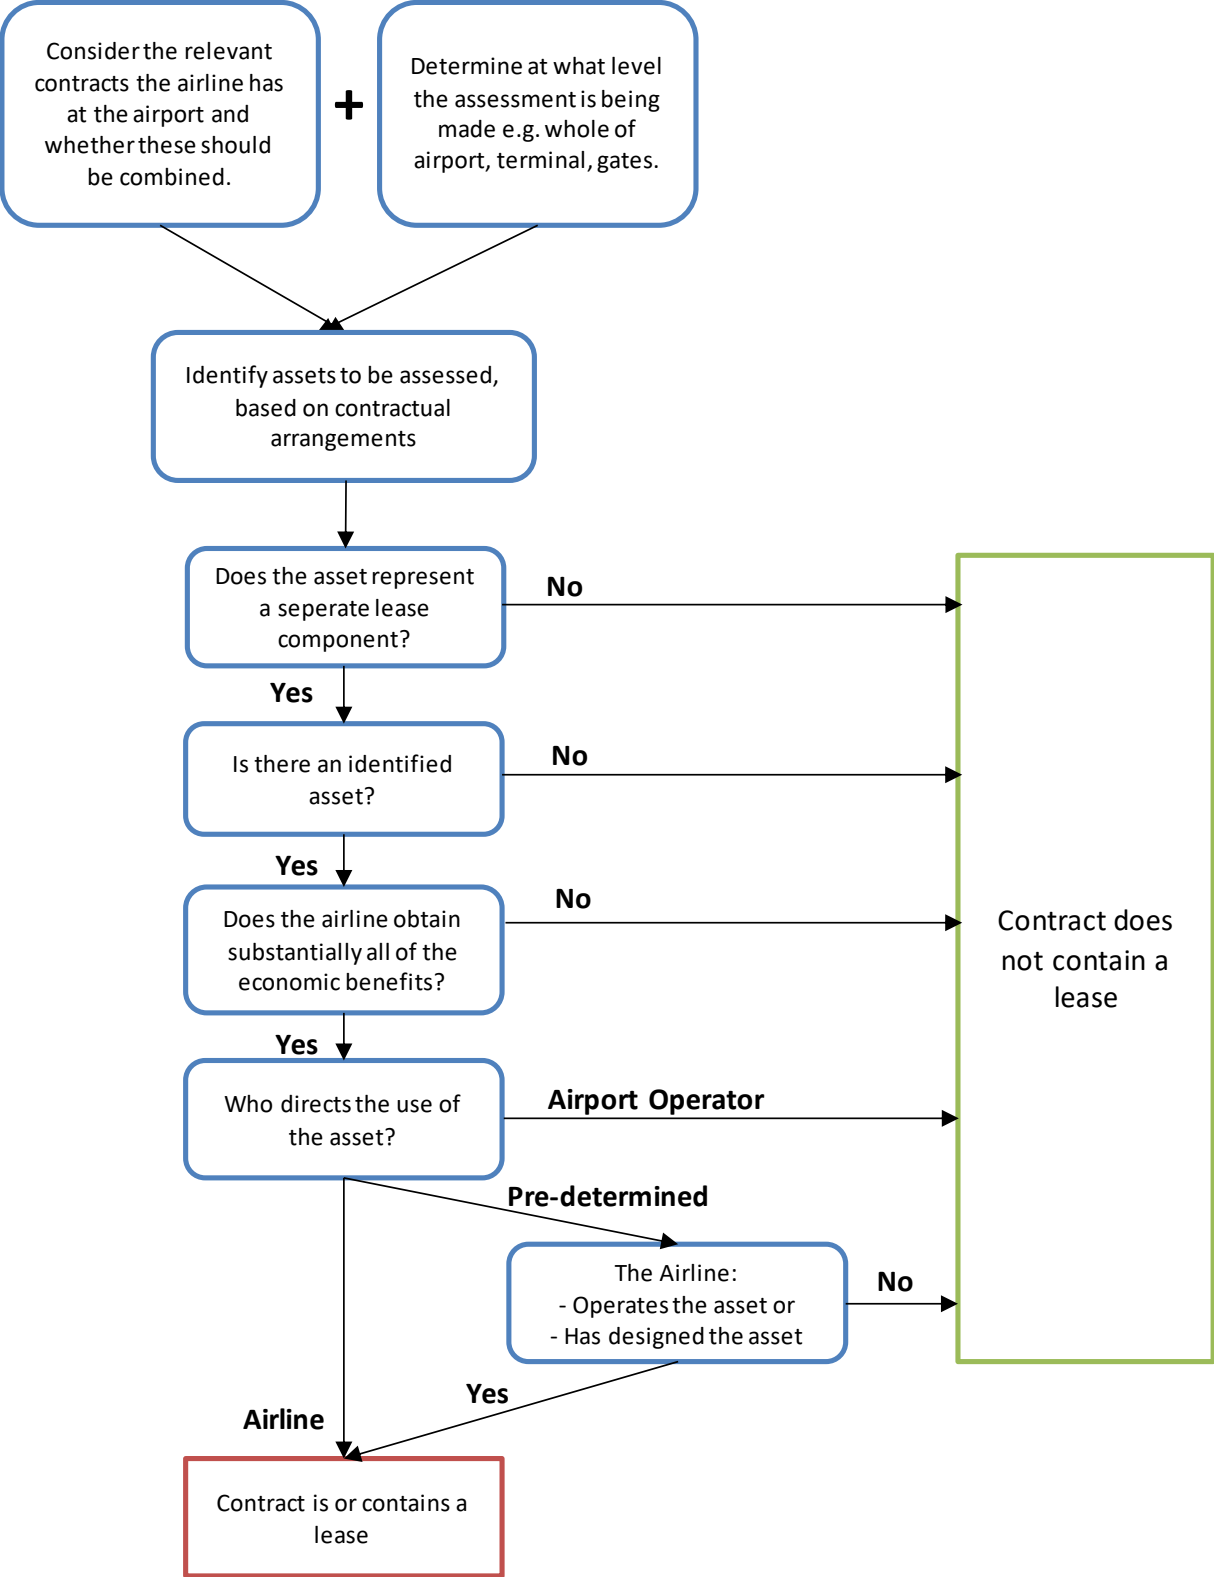 Consider the relevant
contracts the airline has
at the airport and
whether these should
be combined.
+
Determine at what level
the assessment is being
made e.g. whole of
airport, terminal, gates.
Identify assets to be assessed,
based on contractual
arrangements
Does the asset represent
a seperate lease
component?
No
Yes
Is there an identified
asset?
No
Yes
Does the airline obtain
substantially all of the
economic benefits?
No
Contract does
not contain a
lease
Yes
Who directs the use of
the asset?
Airport Operator
Pre-determined
The Airline:
- Operates the asset or
- Has designed the asset
No
Yes
Airline
Contract is or contains a
lease